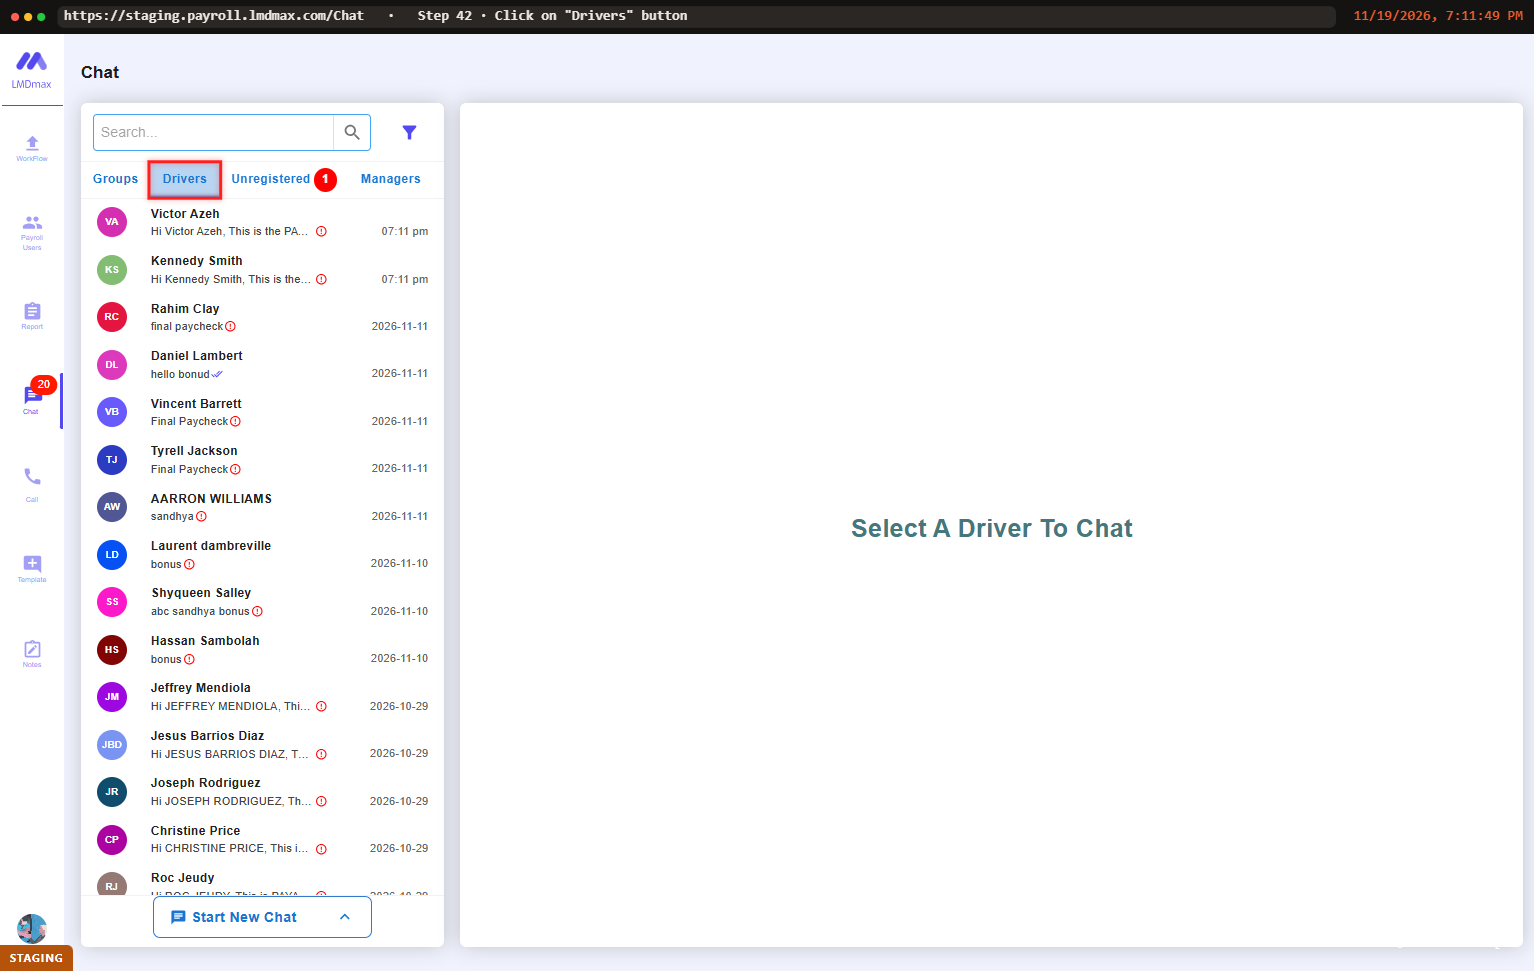 https://staging.payroll.lmdmax.com/Chat • Step 42 • Click on "Drivers" button
11/19/2026, 7:11:49 PM
LMDmax
WorkFlow
Payroll
Users
Report
20
Chat
Call
Template
Notes
STAGING
Chat
Search...
Groups
Drivers
Unregistered 1
Managers
VA
Victor Azeh
Hi Victor Azeh, This is the PA...
07:11 pm
KS
Kennedy Smith
Hi Kennedy Smith, This is the...
07:11 pm
RC
Rahim Clay
final paycheck
2026-11-11
DL
Daniel Lambert
hello bonud
2026-11-11
VB
Vincent Barrett
Final Paycheck
2026-11-11
TJ
Tyrell Jackson
Final Paycheck
2026-11-11
AW
AARRON WILLIAMS
sandhya
2026-11-11
LD
Laurent dambreville
bonus
2026-11-10
SS
Shyqueen Salley
abc sandhya bonus
2026-11-10
HS
Hassan Sambolah
bonus
2026-11-10
JM
Jeffrey Mendiola
Hi JEFFREY MENDIOLA, Thi...
2026-10-29
JBD
Jesus Barrios Diaz
Hi JESUS BARRIOS DIAZ, T...
2026-10-29
JR
Joseph Rodriguez
Hi JOSEPH RODRIGUEZ, Th...
2026-10-29
CP
Christine Price
Hi CHRISTINE PRICE, This i...
2026-10-29
RJ
Roc Jeudy
Hi ROC JEUDY, This is PAYA...
2026-10-29
Start New Chat
Select A Driver To Chat